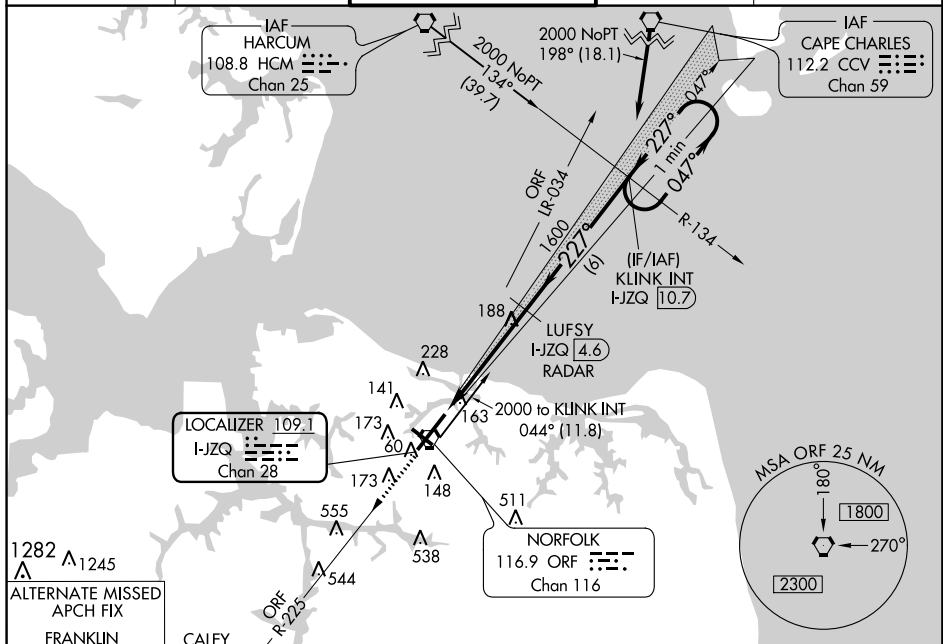 IAF
HARCUM
108.8 HCM
Chan 25
2000 NoPT
134°
(39.7)
2000 NoPT
198° (18.1)
IAF
CAPE CHARLES
112.2 CCV
Chan 59
047°
227°
1 min
047°
ORF
LR-034
1600
227°
(6)
R-134
(IF/IAF)
KLINK INT
I-JZQ 10.7
188
LUFSY
I-JZQ 4.6
RADAR
228
141
163
2000 to KLINK INT
044° (11.8)
LOCALIZER 109.1
I-JZQ
Chan 28
173
60
173
148
555
511
538
544
NORFOLK
116.9 ORF
Chan 116
MSA ORF 25 NM
180°
1800
270°
2300
1282
1245
ORF
R-225
ALTERNATE MISSED
APCH FIX
FRANKLIN
CALEY